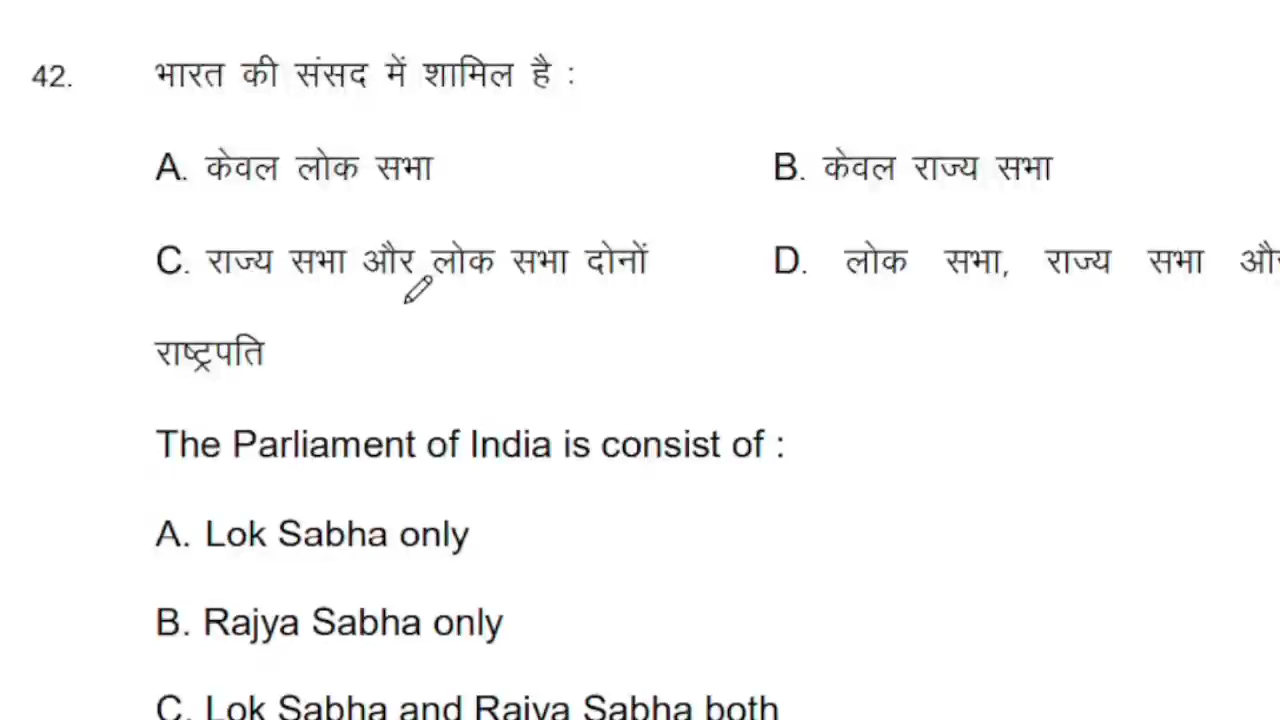 42. भारत की संसद में शामिल है :
A. केवल लोक सभा B. केवल राज्य सभा
C. राज्य सभा और लोक सभा दोनों D. लोक सभा, राज्य सभा और
राष्ट्रपति
The Parliament of India is consist of :
A. Lok Sabha only
B. Rajya Sabha only
C. Lok Sabha and Rajya Sabha both